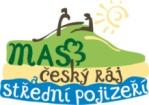 MAS
český ráj
a
střední pojizeří